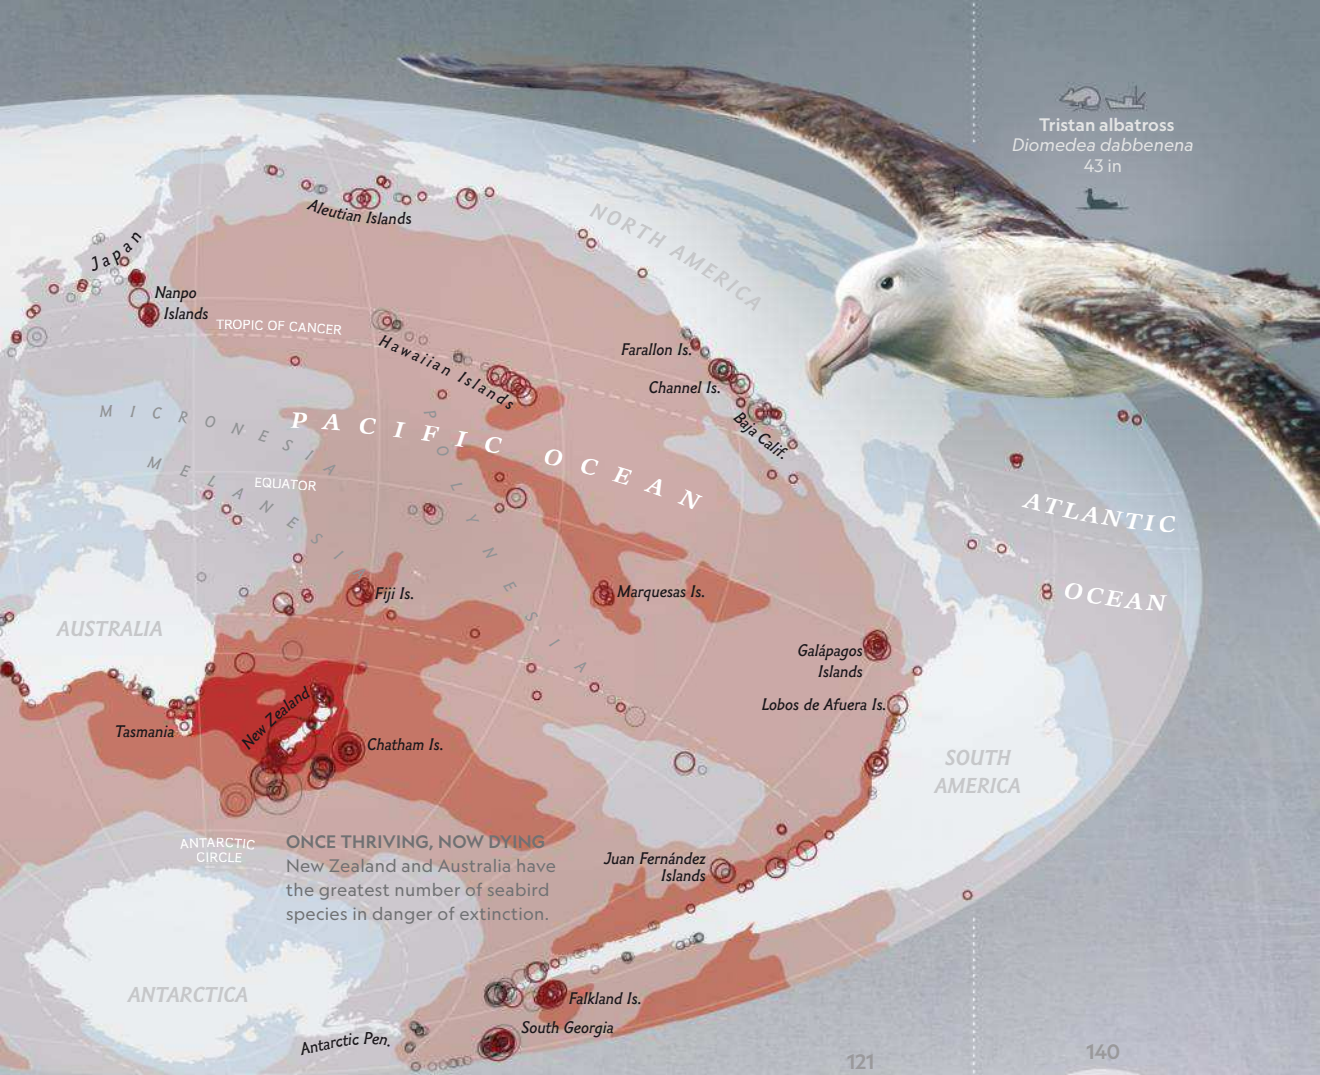 Tristan albatross
Diomedea dabbenena
43 in
Aleutian Islands
NORTH AMERICA
Japan
Nanpo
Islands
TROPIC OF CANCER
Hawaiian Islands
Farallon Is.
Channel Is.
Baja Calif.
MICRONESIA
PACIFIC OCEAN
POLYNESIA
MELANESIA
EQUATOR
ATLANTIC
OCEAN
Fiji Is.
Marquesas Is.
AUSTRALIA
Galápagos
Islands
Lobos de Afuera Is.
Tasmania
New Zealand
Chatham Is.
SOUTH
AMERICA
ANTARCTIC
CIRCLE
ONCE THRIVING, NOW DYING
New Zealand and Australia have
the greatest number of seabird
species in danger of extinction.
Juan Fernández
Islands
ANTARCTICA
Falkland Is.
South Georgia
Antarctic Pen.
121
140